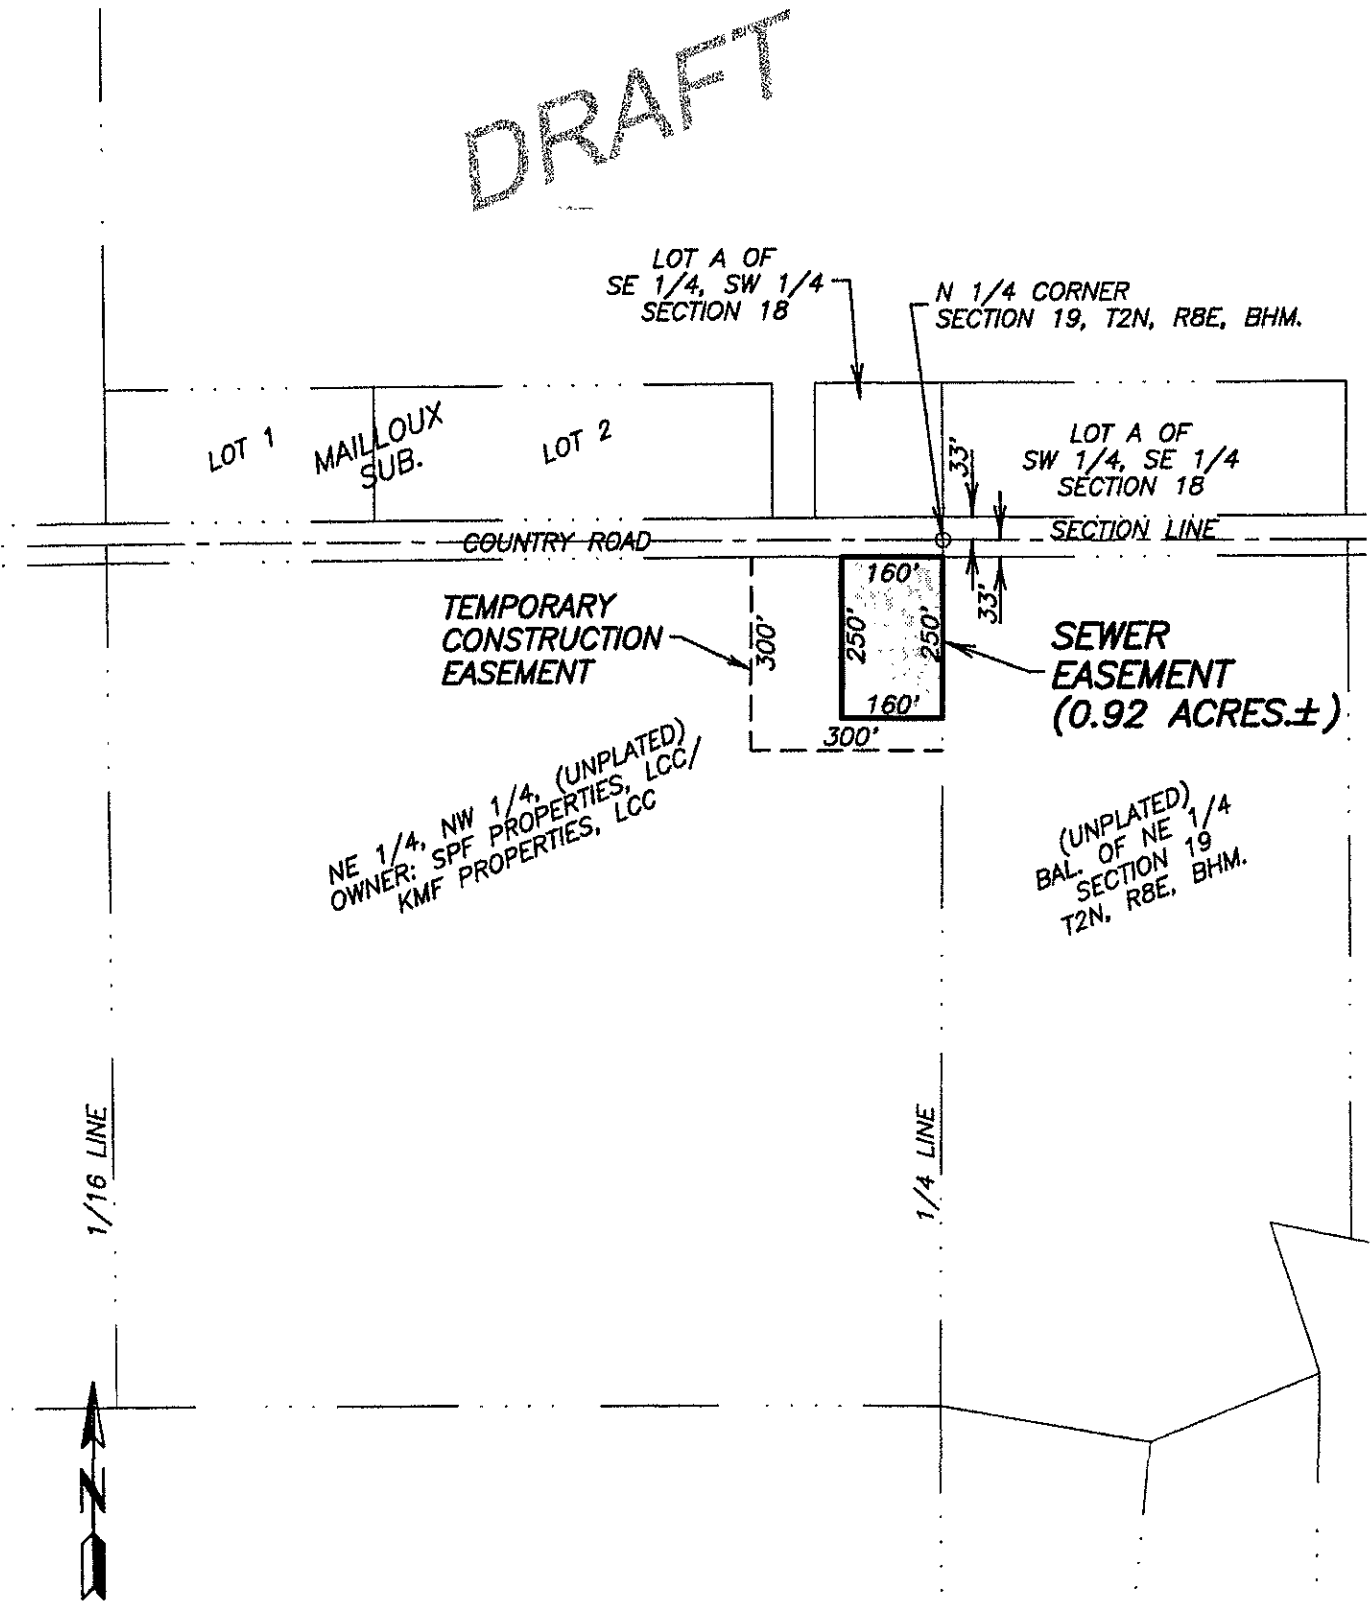 DRAFT
LOT A OF
SE 1/4, SW 1/4
SECTION 18
N 1/4 CORNER
SECTION 19, T2N, R8E, BHM.
LOT 1
MAILLOUX
SUB.
LOT 2
33'
LOT A OF
SW 1/4, SE 1/4
SECTION 18
COUNTRY ROAD
SECTION LINE
TEMPORARY
CONSTRUCTION
EASEMENT
300'
160'
250'
250'
160'
300'
33'
SEWER
EASEMENT
(0.92 ACRES.±)
NE 1/4, NW 1/4, (UNPLATED)
OWNER: SPF PROPERTIES, LCC/
KMF PROPERTIES, LCC
(UNPLATED)
BAL. OF NE 1/4
SECTION 19
T2N, R8E, BHM.
1/16 LINE
1/4 LINE
N